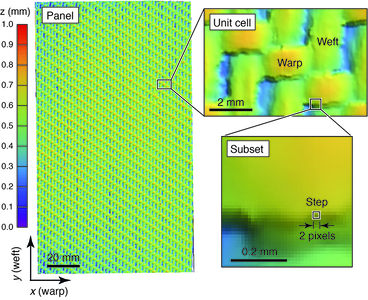 z (mm)
Panel
1.0
0.9
0.8
0.7
0.6
0.5
0.4
0.3
0.2
0.1
0.0
20 mm
y (weft)
x (warp)
Unit cell
Weft
Warp
2 mm
Subset
Step
2 pixels
0.2 mm